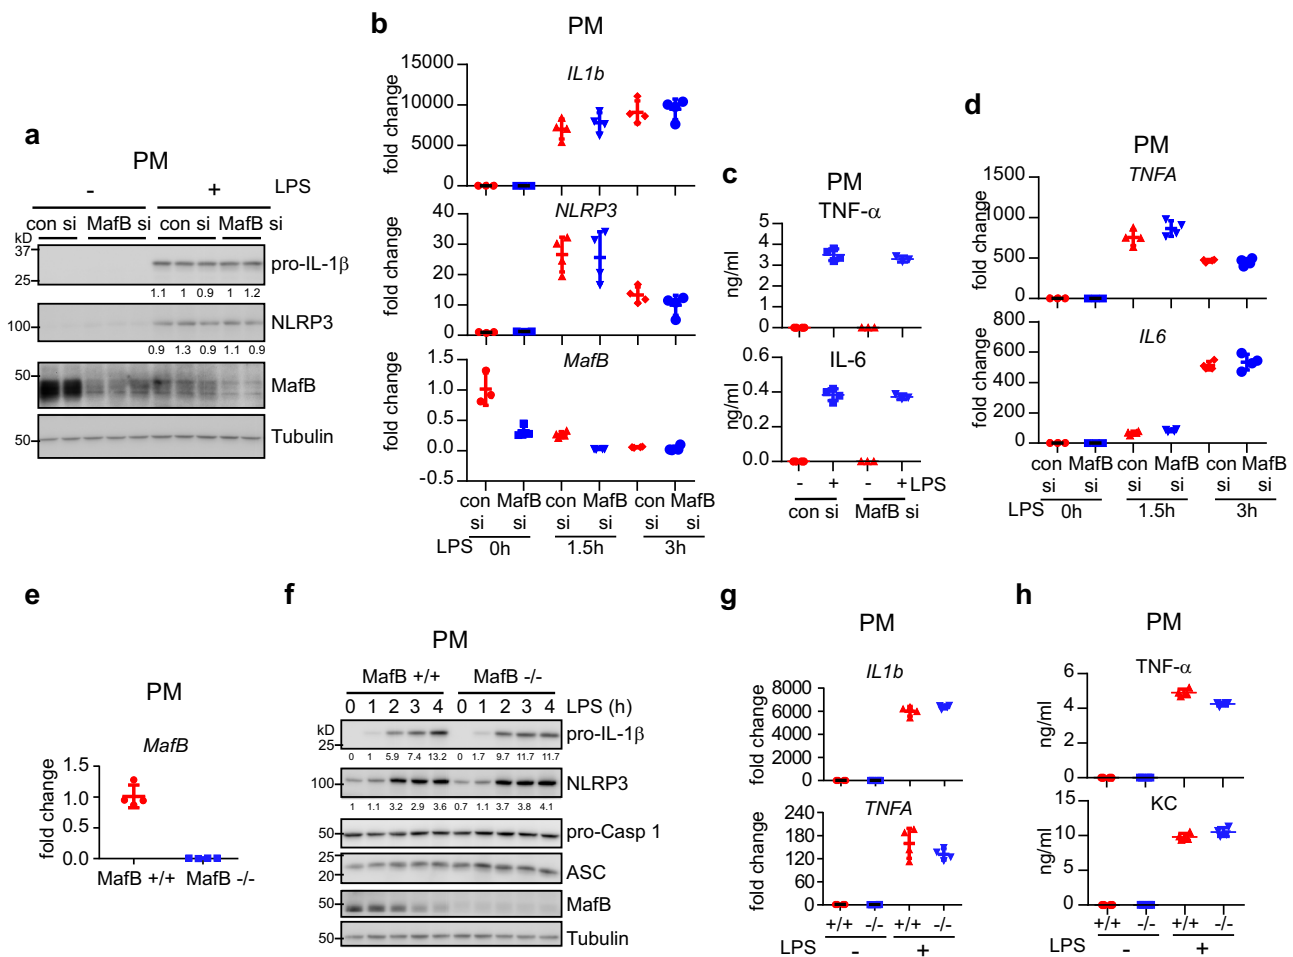 a
PM
- + LPS
con si MafB si con si MafB si
kD
37
25
pro-IL-1β
1.1 1 0.9 1 1.2
100
NLRP3
0.9 1.3 0.9 1.1 0.9
50
MafB
50
Tubulin
b
PM
IL1b
fold change
15000
10000
5000
0
NLRP3
fold change
40
30
20
10
0
MafB
fold change
1.5
1.0
0.5
0.0
-0.5
con si MafB si con si MafB si con si MafB si
LPS 0h 1.5h 3h
c
PM
TNF-α
ng/ml
5
4
3
2
1
0
IL-6
ng/ml
0.6
0.4
0.2
0.0
- + - + LPS
con si MafB si
d
PM
TNFA
fold change
1500
1000
500
0
IL6
fold change
800
600
400
200
0
con si MafB si con si MafB si con si MafB si
LPS 0h 1.5h 3h
e
PM
MafB
fold change
1.5
1.0
0.5
0.0
MafB +/+ MafB -/-
f
PM
MafB +/+ MafB -/-
0 1 2 3 4 0 1 2 3 4 LPS (h)
kD
25
pro-IL-1β
0 1 5.9 7.4 13.2 0 1.7 9.7 11.7 11.7
100
NLRP3
1 1.1 3.2 2.9 3.6 0.7 1.1 3.7 3.8 4.1
50
pro-Casp 1
25
20
ASC
50
MafB
50
Tubulin
g
PM
IL1b
fold change
8000
6000
4000
2000
0
TNFA
fold change
240
180
120
60
0
+/+ -/- +/+ -/-
LPS - +
h
PM
TNF-α
ng/ml
6
4
2
0
KC
ng/ml
15
10
5
0
+/+ -/- +/+ -/-
LPS - +